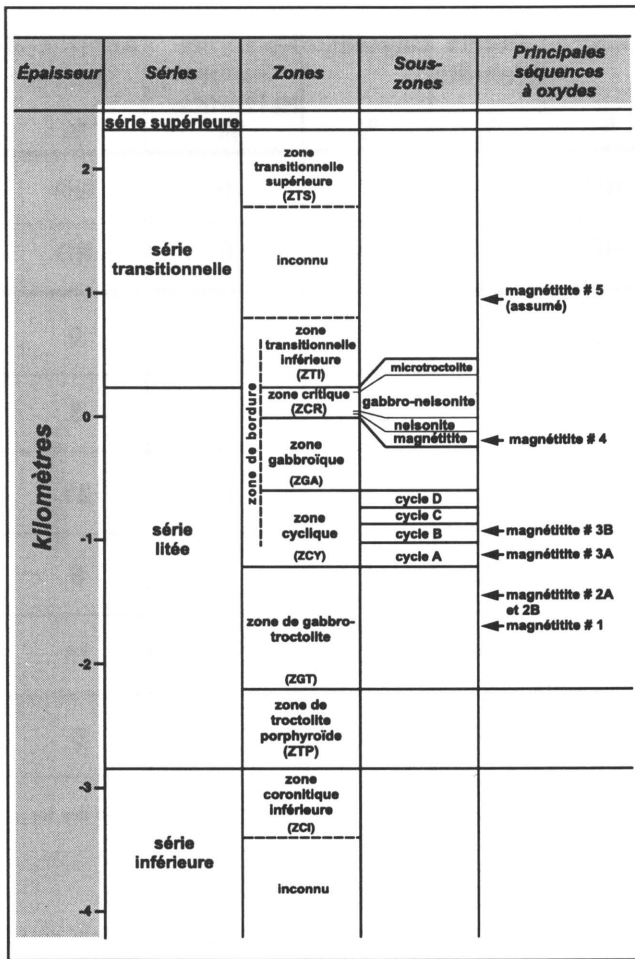 Épaisseur
Séries
Zones
Sous-
zones
Principales
séquences
à oxydes
kilomètres
2
1
0
-1
-2
-3
-4
série supérieure
série
transitionnelle
série
litée
série
inférieure
zone
transitionnelle
supérieure
(ZTS)
inconnu
zone
transitionnelle
inférieure
(ZTI)
zone de bordure
zone critique
(ZCR)
zone
gabbroïque
(ZGA)
zone
cyclique
(ZCY)
zone de gabbro-
troctolite
(ZGT)
zone de
troctolite
porphyroïde
(ZTP)
zone
coronitique
inférieure
(ZCI)
inconnu
microtroctolite
gabbro-nelsonite
nelsonite
magnétitite
cycle D
cycle C
cycle B
cycle A
magnétitite # 5
(assumé)
magnétitite # 4
magnétitite # 3B
magnétitite # 3A
magnétitite # 2A
et 2B
magnétitite # 1